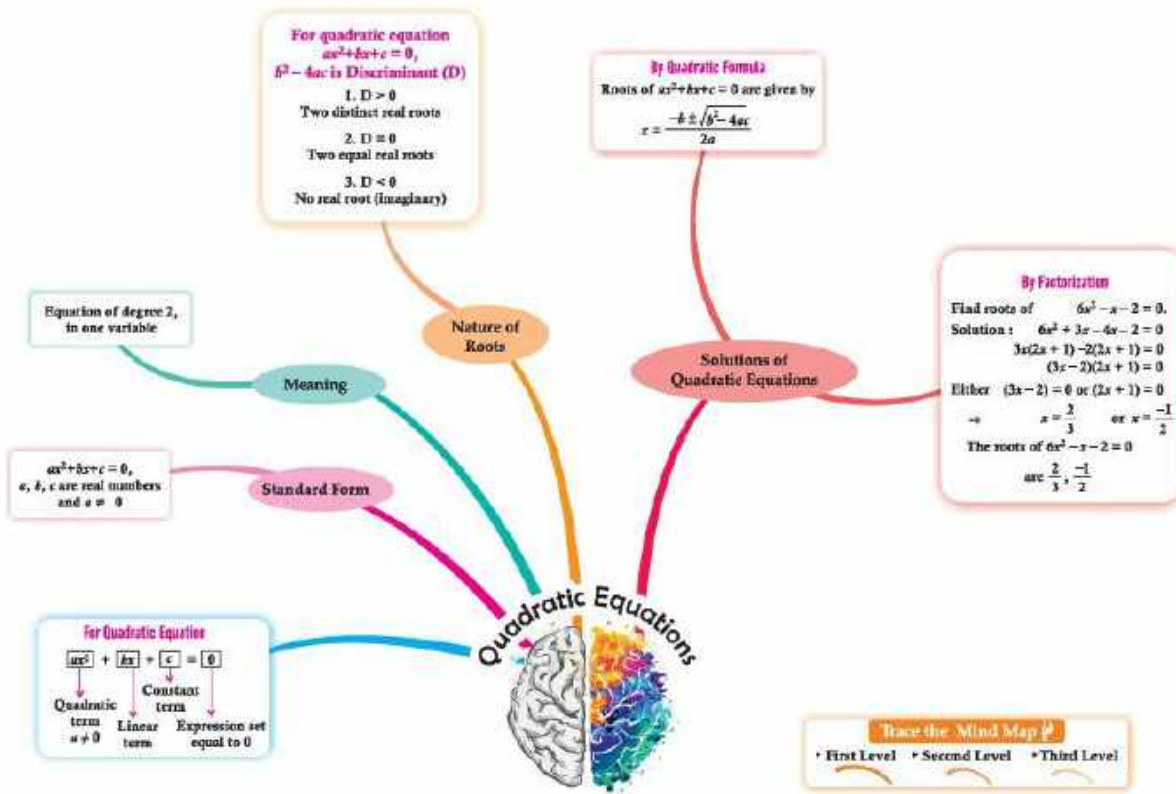 For quadratic equation
ax²+bx+c = 0,
b² – 4ac is Discriminant (D)
1. D > 0
Two distinct real roots
2. D = 0
Two equal real roots
3. D < 0
No real root (imaginary)
By Quadratic Formula
Roots of ax²+bx+c = 0 are given by
x = (-b ± √(b² – 4ac)) / 2a
By Factorization
Find roots of 6x² – x – 2 = 0.
Solution : 6x² + 3x – 4x – 2 = 0
3x(2x + 1) –2(2x + 1) = 0
(3x – 2)(2x + 1) = 0
Either (3x – 2) = 0 or (2x + 1) = 0
→ x = 2/3 or x = -1/2
The roots of 6x² – x – 2 = 0
are 2/3 , -1/2
Equation of degree 2,
in one variable
Meaning
Nature of
Roots
Solutions of
Quadratic Equations
ax²+bx+c = 0,
a, b, c are real numbers
and a ≠ 0
Standard Form
Quadratic Equations
For Quadratic Equation
ax² + bx + c = 0
Quadratic
term
a ≠ 0
Linear
term
Constant
term
Expression set
equal to 0
Trace the Mind Map
• First Level • Second Level • Third Level